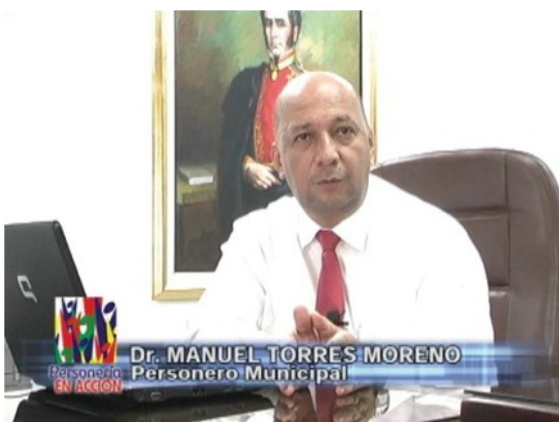 Personería
EN ACCIÓN
Dr. MANUEL TORRES MORENO
Personero Municipal